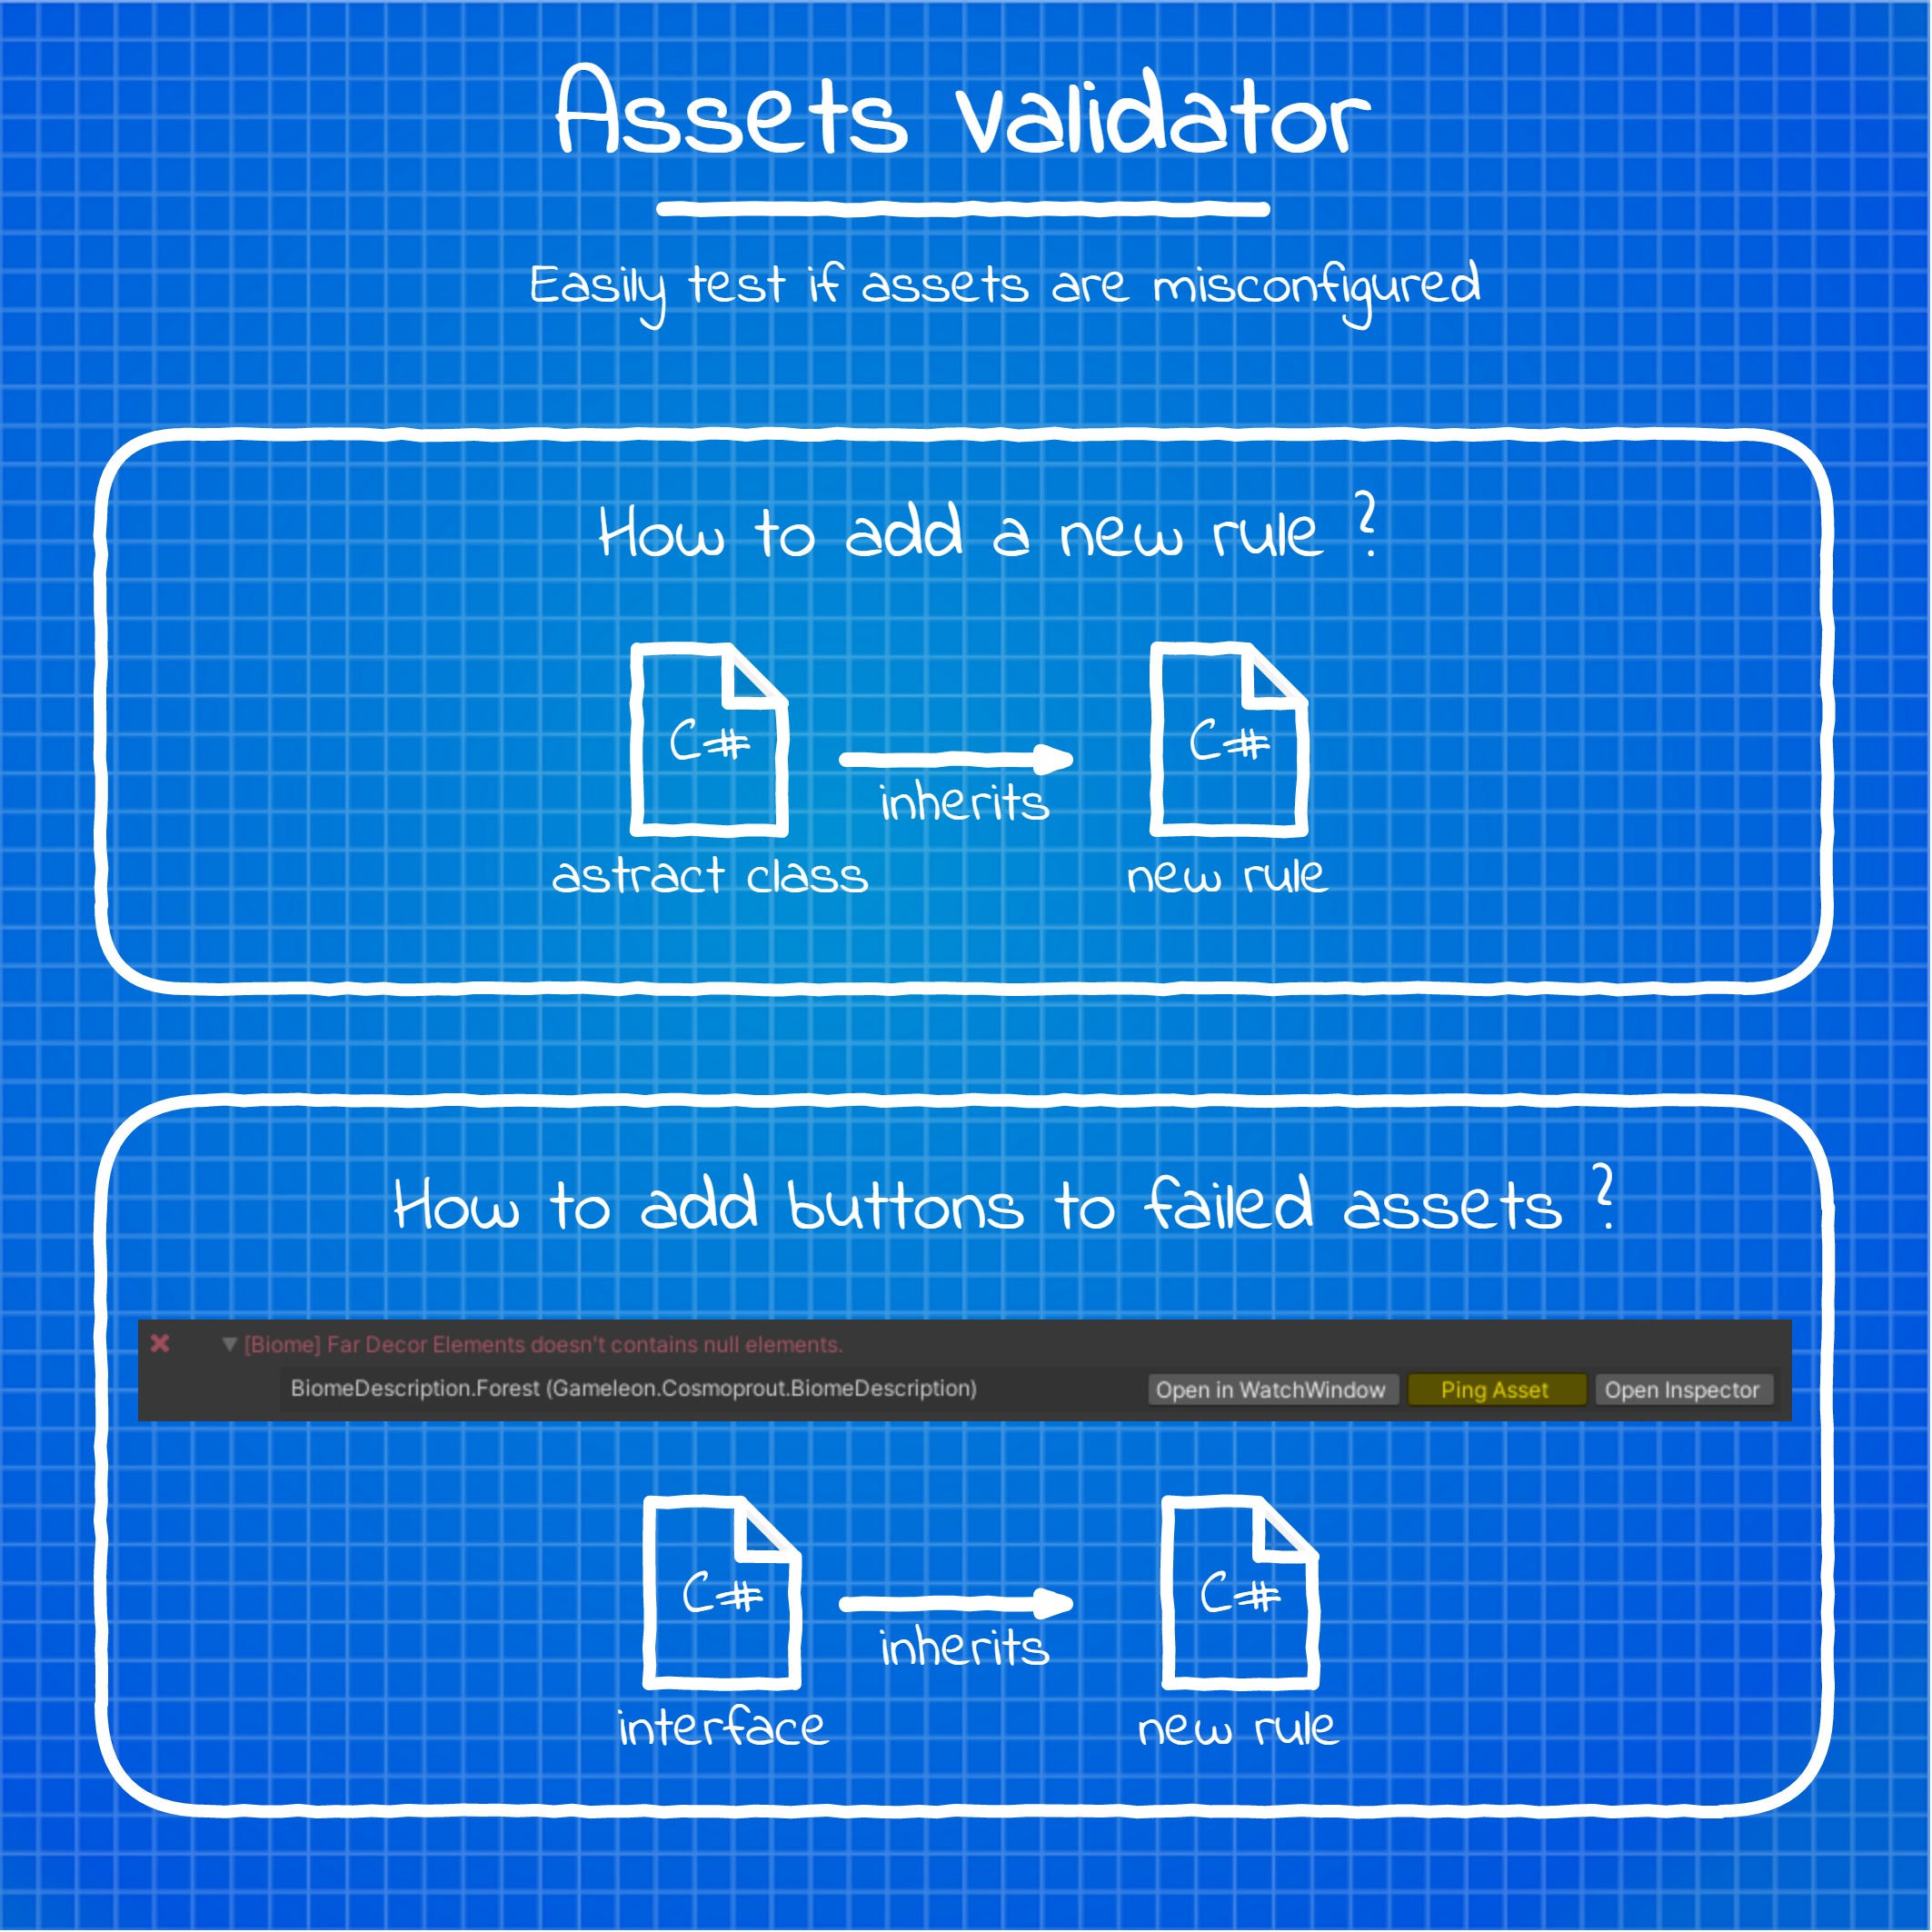 Assets Validator
Easily test if assets are misconfigured
How to add a new rule ?
C#
C#
inherits
astract class
new rule
How to add buttons to failed assets ?
[Biome] Far Decor Elements doesn't contains null elements.
BiomeDescription.Forest (Gameleon.Cosmoprout.BiomeDescription)
Open in WatchWindow
Ping Asset
Open Inspector
C#
C#
inherits
interface
new rule